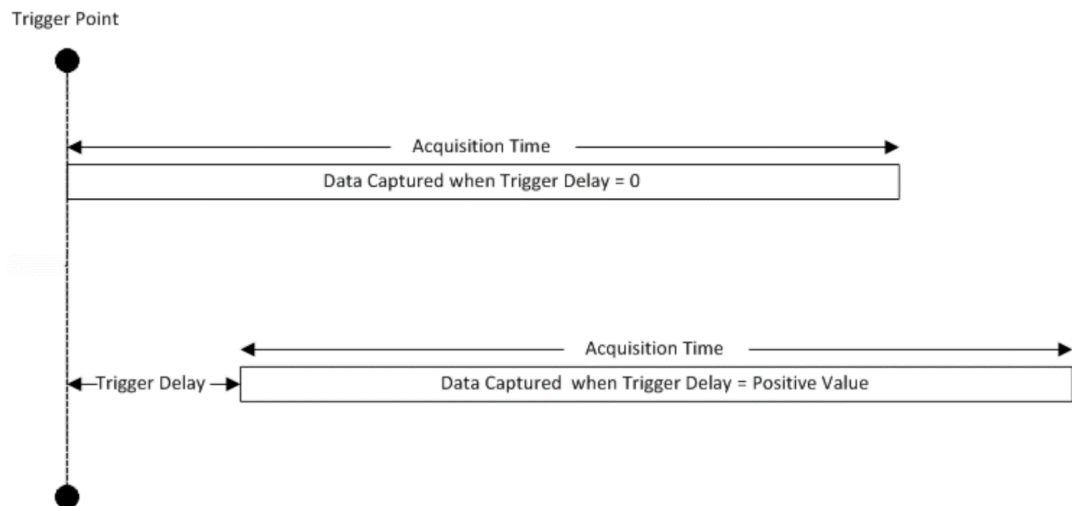 Trigger Point
Acquisition Time
Data Captured when Trigger Delay = 0
Acquisition Time
Trigger Delay
Data Captured when Trigger Delay = Positive Value